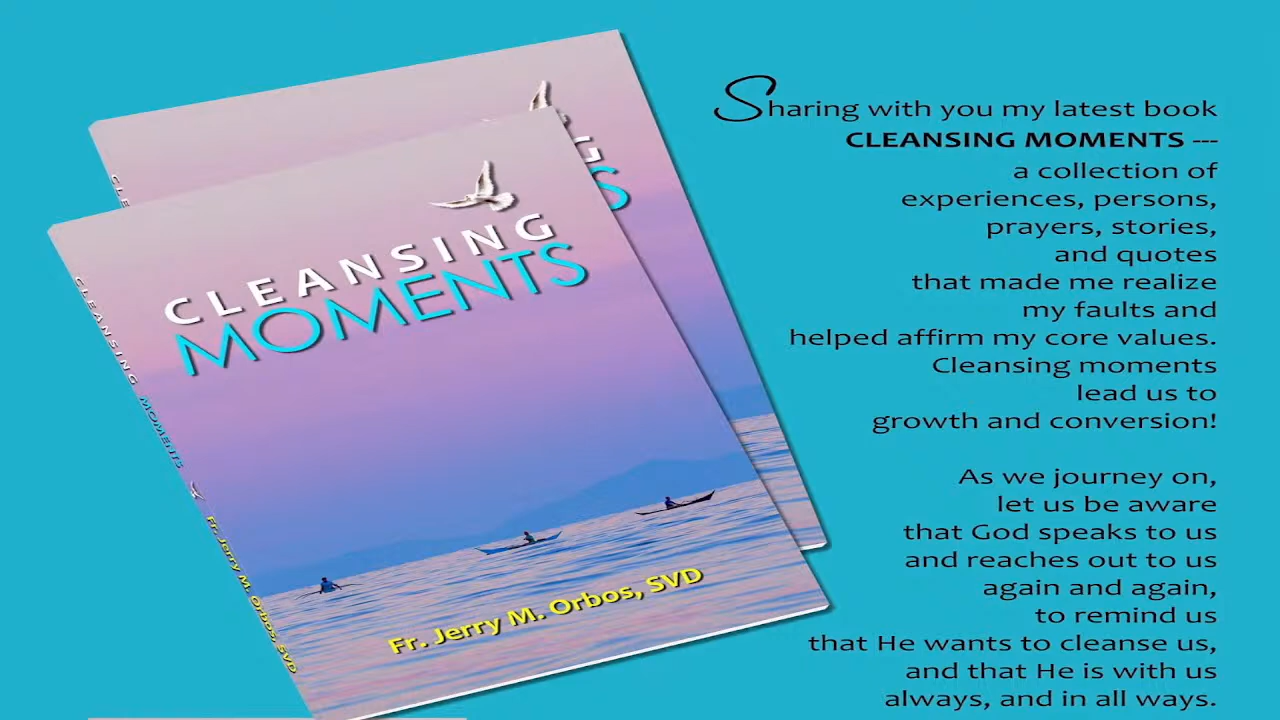 CLEANSING
MOMENTS
Fr. Jerry M. Orbos, SVD
CLEANSING MOMENTS Fr. Jerry M. Orbos, SVD
GS
S
CL
Sharing with you my latest book
CLEANSING MOMENTS ---
a collection of
experiences, persons,
prayers, stories,
and quotes
that made me realize
my faults and
helped affirm my core values.
Cleansing moments
lead us to
growth and conversion!
As we journey on,
let us be aware
that God speaks to us
and reaches out to us
again and again,
to remind us
that He wants to cleanse us,
and that He is with us
always, and in all ways.